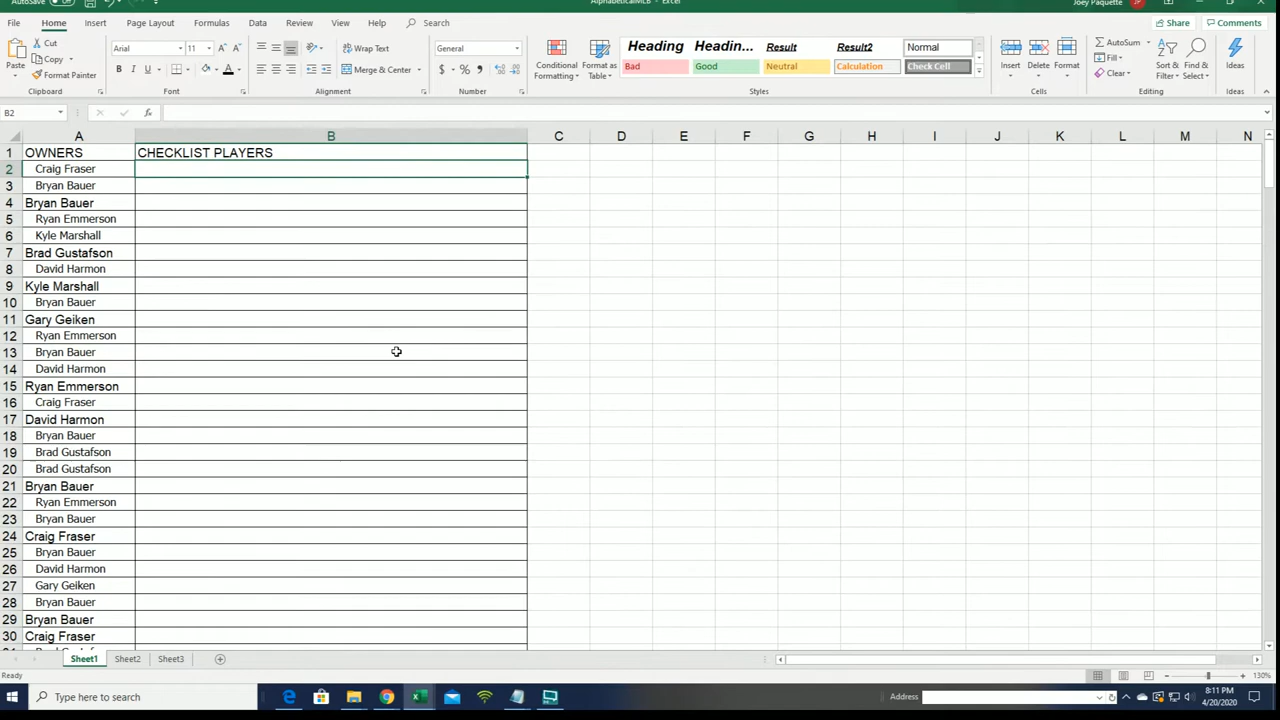 AutoSave Off AlphabeticalMLB - Excel Joey Paquette JP
File Home Insert Page Layout Formulas Data Review View Help Search Share Comments
Paste Cut Copy Format Painter Clipboard
Arial 11 B I U A Font
Wrap Text Merge & Center Alignment
General $ % Number
Conditional Formatting Format as Table
Heading Headin... Result Result2 Normal
Bad Good Neutral Calculation Check Cell
Styles
Insert Delete Format Cells
AutoSum Fill Clear Sort & Filter Find & Select Editing
Ideas Ideas
B2 fx
A B C D E F G H I J K L M N
1 OWNERS CHECKLIST PLAYERS
2 Craig Fraser
3 Bryan Bauer
4 Bryan Bauer
5 Ryan Emmerson
6 Kyle Marshall
7 Brad Gustafson
8 David Harmon
9 Kyle Marshall
10 Bryan Bauer
11 Gary Geiken
12 Ryan Emmerson
13 Bryan Bauer
14 David Harmon
15 Ryan Emmerson
16 Craig Fraser
17 David Harmon
18 Bryan Bauer
19 Brad Gustafson
20 Brad Gustafson
21 Bryan Bauer
22 Ryan Emmerson
23 Bryan Bauer
24 Craig Fraser
25 Bryan Bauer
26 David Harmon
27 Gary Geiken
28 Bryan Bauer
29 Bryan Bauer
30 Craig Fraser
Sheet1 Sheet2 Sheet3
Ready 130%
Type here to search Address 8:11 PM
4/20/2020